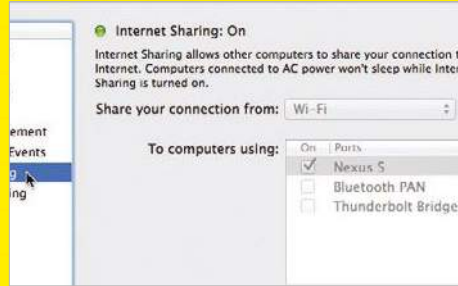 Internet Sharing: On
Internet Sharing allows other computers to share your connection t
Internet. Computers connected to AC power won't sleep while Inter
Sharing is turned on.
Share your connection from: Wi-Fi
To computers using: On Ports
Nexus S
Bluetooth PAN
Thunderbolt Bridge
ement
Events
g
ing